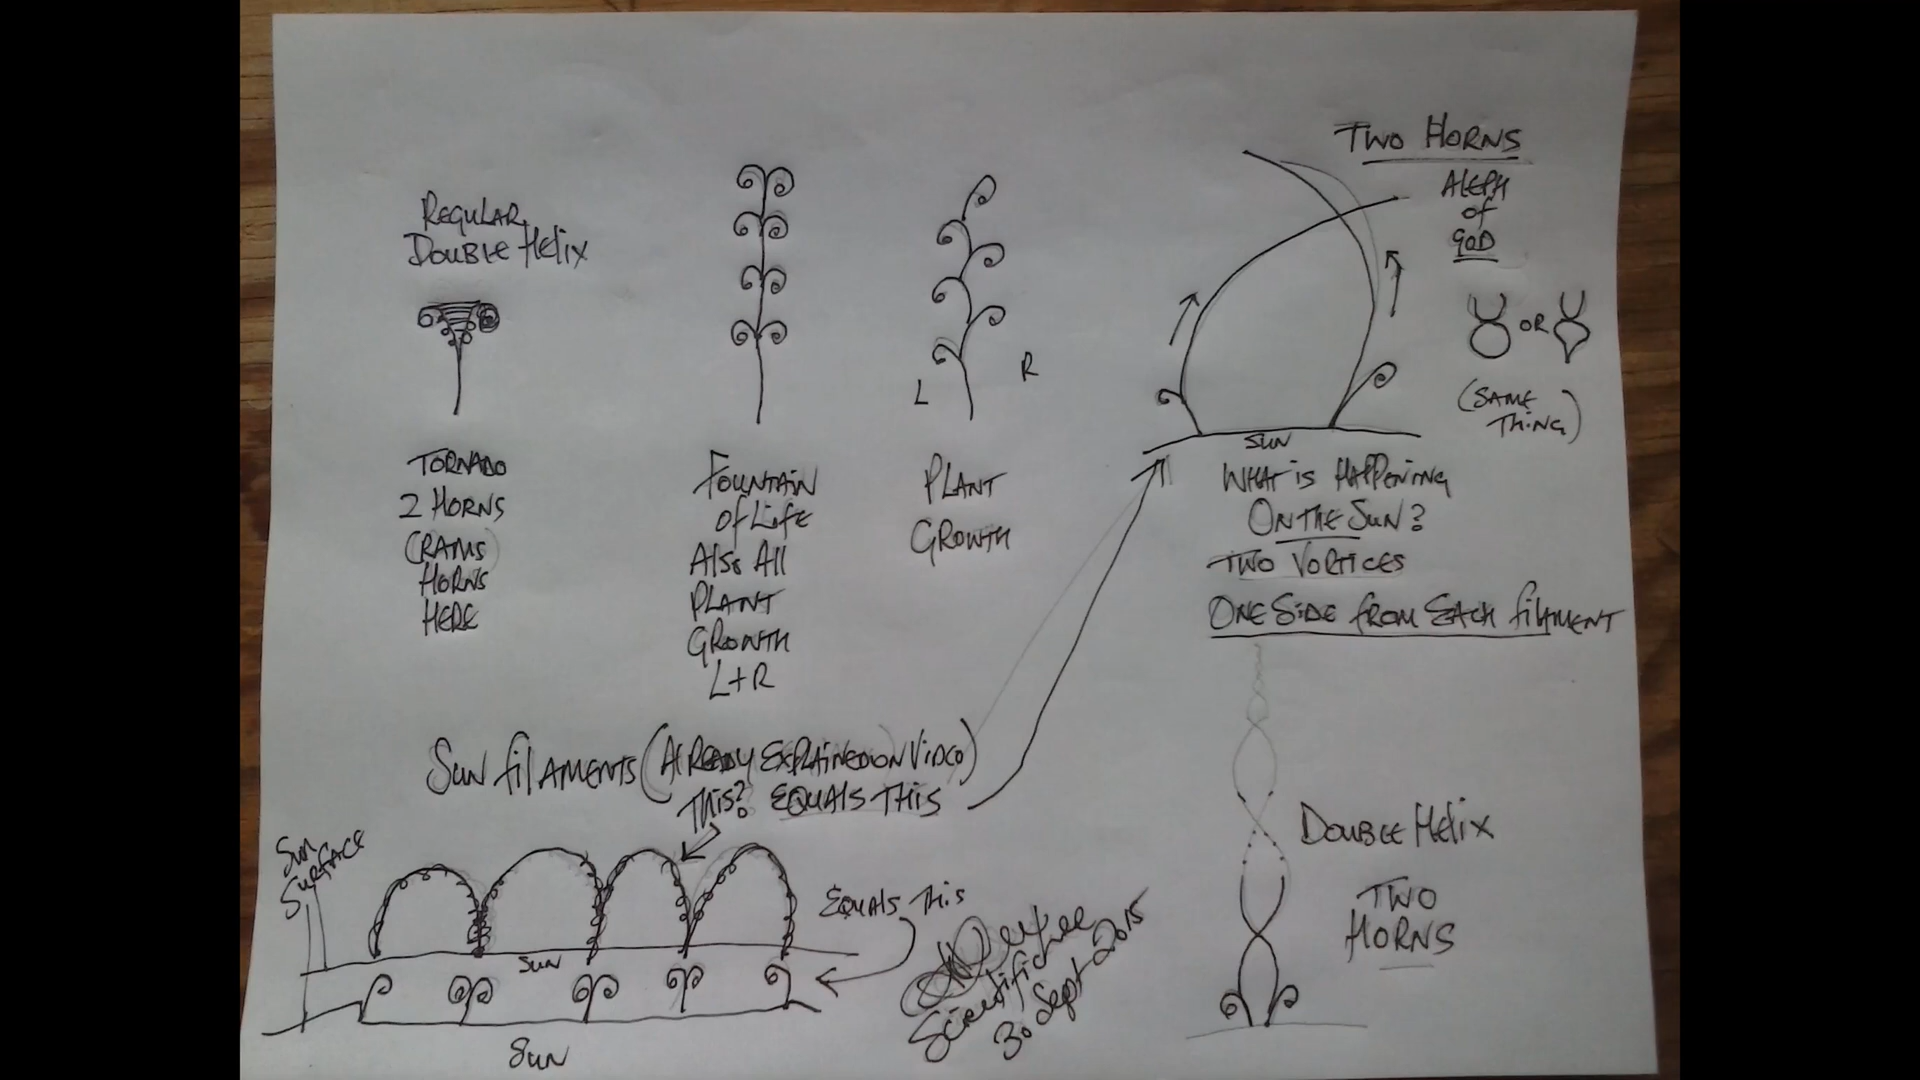 REGULAR
DOUBLE HELIX
TORNADO
2 HORNS
(RAMS)
HORNS
HERE
FOUNTAIN
OF LIFE
ALSO ALL
PLANT
GROWTH
L+R
L
R
PLANT
GROWTH
TWO HORNS
ALEPH
OF
GOD
OR
(SAME
THING)
SUN
WHAT IS HAPPENING
ON THE SUN?
TWO VORTICES
ONE SIDE FROM EACH FILAMENT
SUN FILAMENTS (ALREADY EXPLAINED ON VIDEO)
THIS? EQUALS THIS
SUN
SURFACE
SUN
EQUALS THIS
SUN
Scientific
30 Sept 2015
DOUBLE HELIX
TWO
HORNS